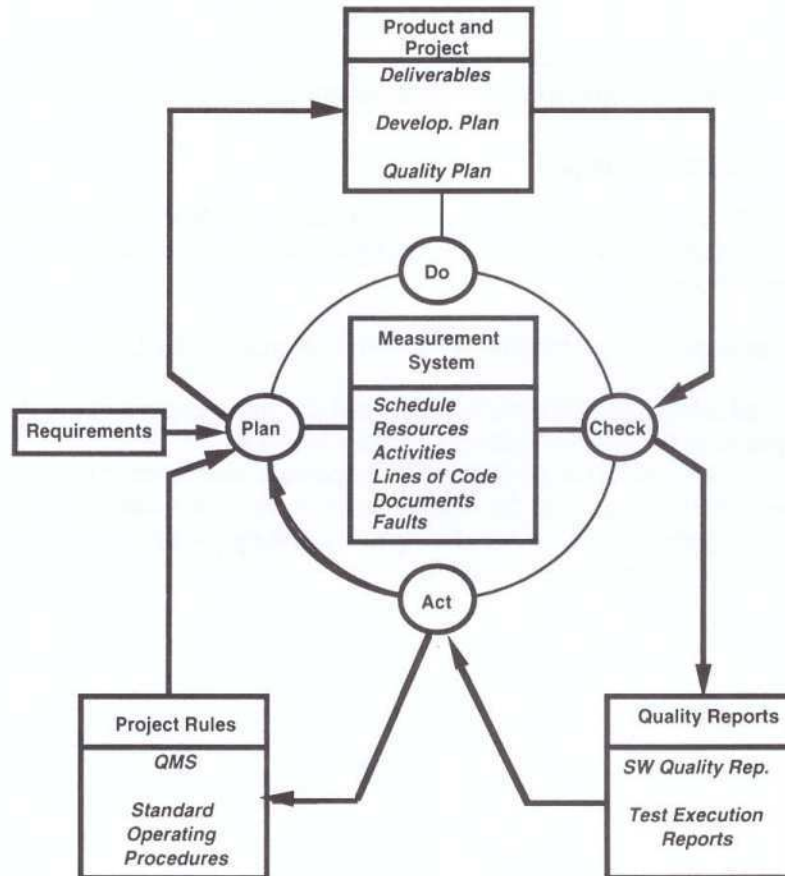 Product and
Project
Deliverables
Develop. Plan
Quality Plan
Do
Measurement
System
Schedule
Resources
Activities
Lines of Code
Documents
Faults
Requirements
Plan
Check
Act
Project Rules
QMS
Standard
Operating
Procedures
Quality Reports
SW Quality Rep.
Test Execution
Reports